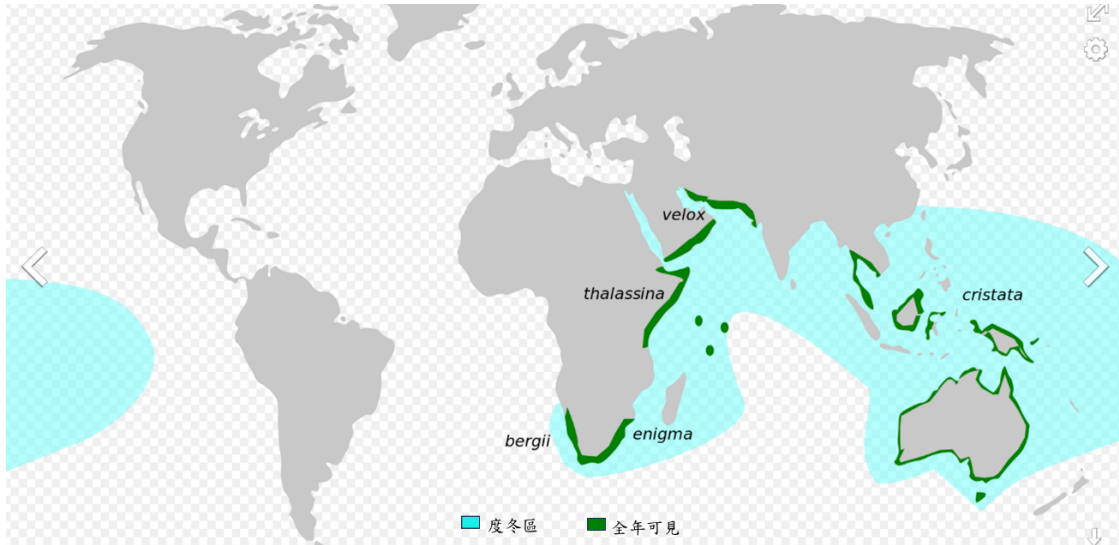 velox
thalassina
cristata
bergii
enigma
度冬區
全年可見